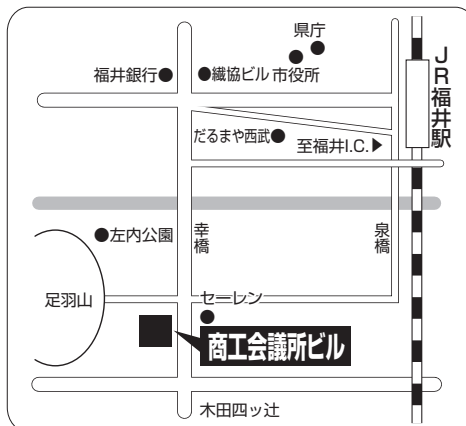 県庁
福井銀行
繊協ビル
市役所
JR福井駅
だるまや西武
至福井I.C.
左内公園
幸橋
泉橋
足羽山
セーレン
商工会議所ビル
木田四ッ辻